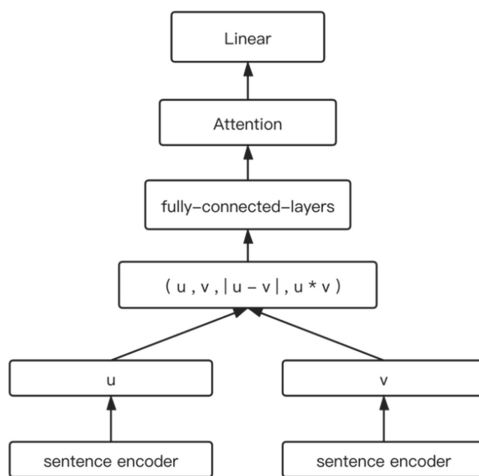 Linear
Attention
fully-connected-layers
( u , v , | u - v | , u * v )
u
v
sentence encoder
sentence encoder